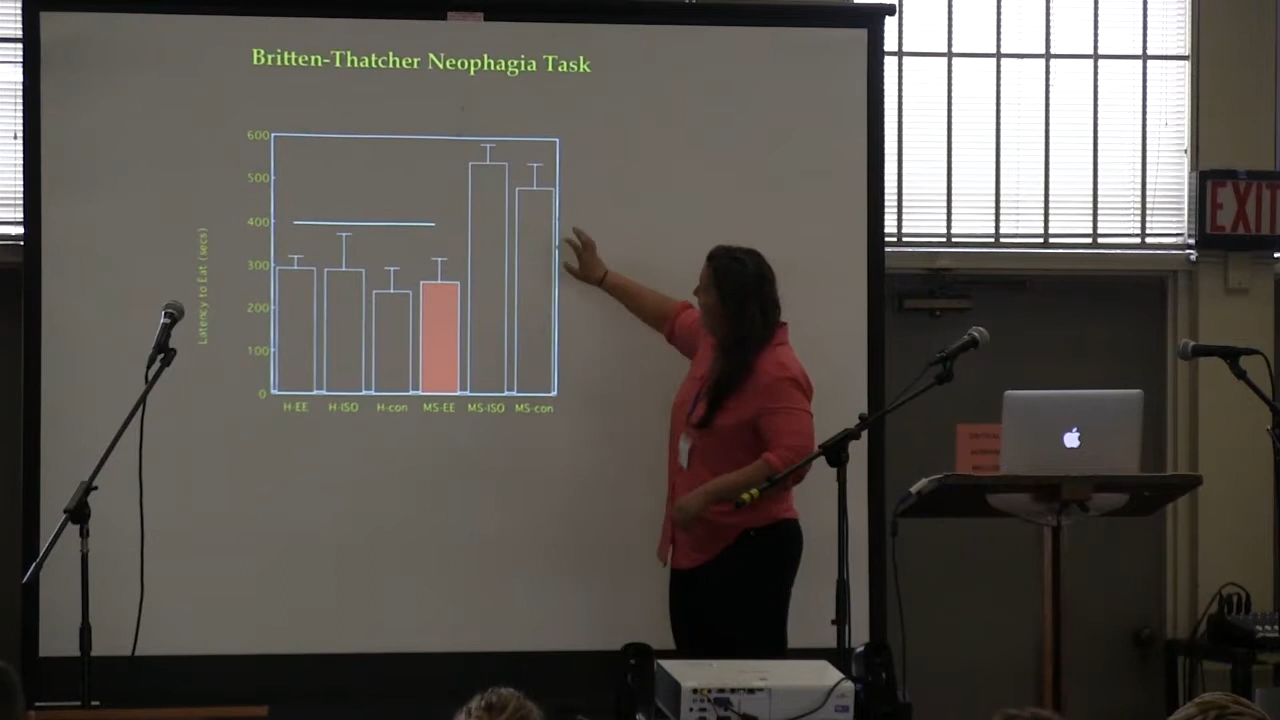 Britten-Thatcher Neophagia Task
600
500
400
300
200
100
0
Latency to Eat (secs)
H-EE H-ISO H-con MS-EE MS-ISO MS-con
EXIT
CRITICAL